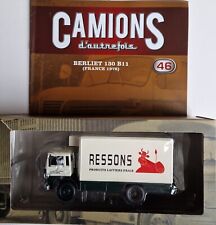 CAMIONS
d'autrefois
BERLIET 130 B11
(FRANCE 1976)
46
RESSONS
PRODUITS LAITIERS FRAIS